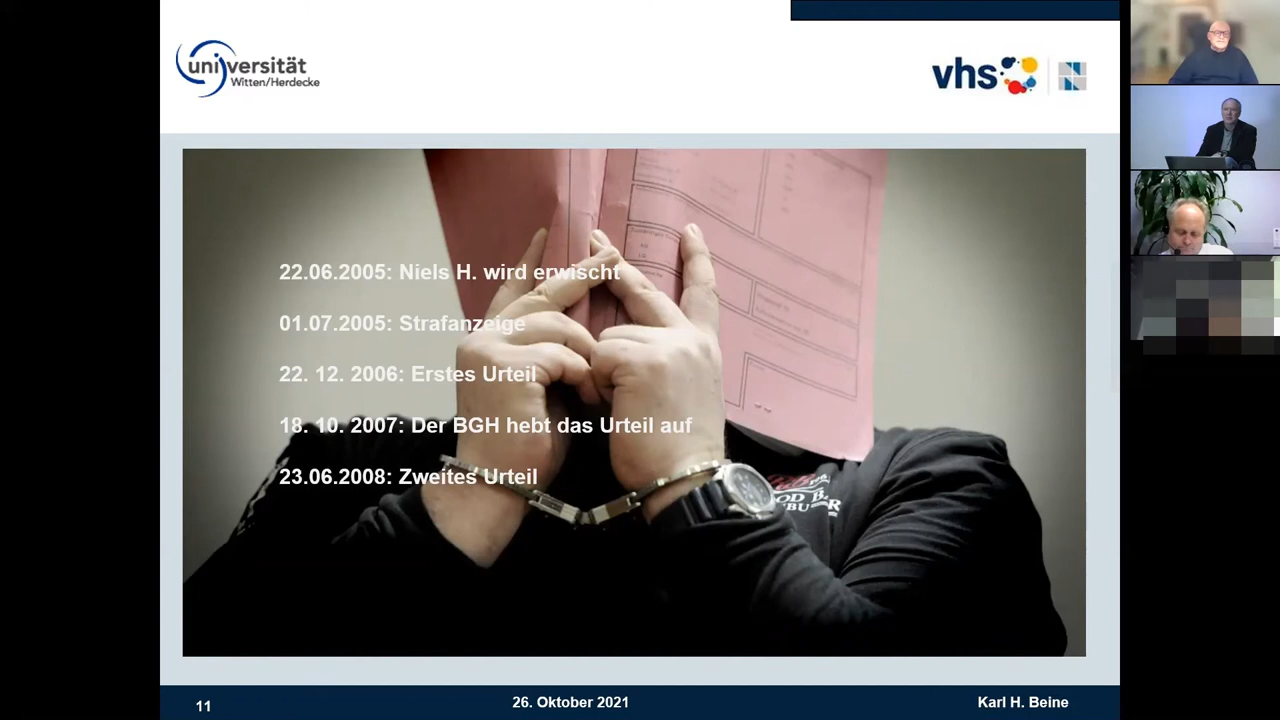 universität
Witten/Herdecke
vhs
22.06.2005: Niels H. wird erwischt
01.07.2005: Strafanzeige
22. 12. 2006: Erstes Urteil
18. 10. 2007: Der BGH hebt das Urteil auf
23.06.2008: Zweites Urteil
11
26. Oktober 2021
Karl H. Beine